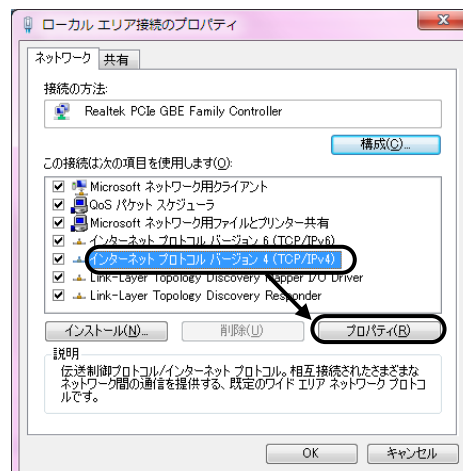 ローカル エリア接続のプロパティ
ネットワーク 共有
接続の方法:
Realtek PCIe GBE Family Controller
構成(C)...
この接続は次の項目を使用します(O):
Microsoft ネットワーク用クライアント
QoS パケット スケジューラ
Microsoft ネットワーク用ファイルとプリンター共有
インターネット プロトコル バージョン 6 (TCP/IPv6)
インターネット プロトコル バージョン 4 (TCP/IPv4)
Link-Layer Topology Discovery Mapper I/O Driver
Link-Layer Topology Discovery Responder
インストール(N)... 削除(U) プロパティ(R)
説明
伝送制御プロトコル/インターネット プロトコル。相互接続されたさまざまな
ネットワーク間の通信を提供する、既定のワイド エリア ネットワーク プロトコ
ルです。
OK キャンセル